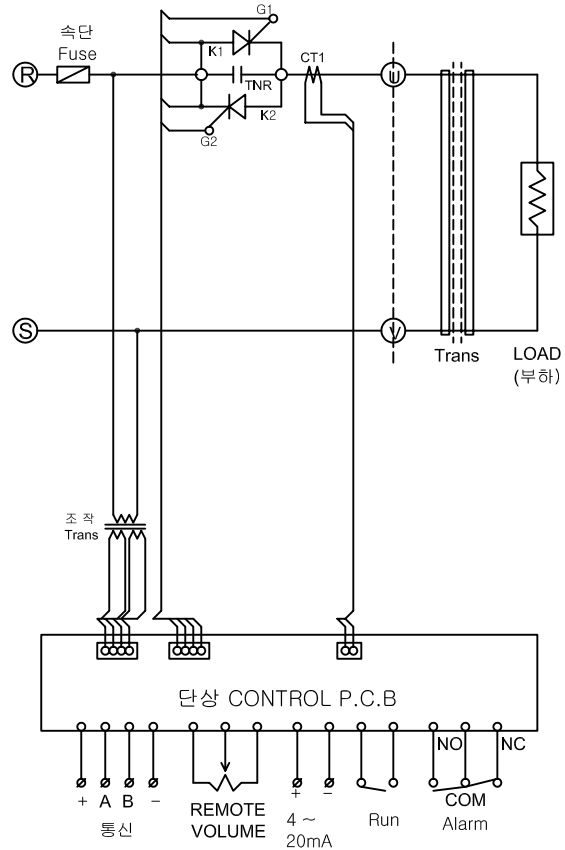 G1
속단
Fuse
K1
CT1
R
TNR
U
K2
G2
S
V
Trans
LOAD
(부하)
조 작
Trans
단상 CONTROL P.C.B
NO
NC
+ A B -
통신
REMOTE
VOLUME
+ -
4 ~
20mA
Run
COM
Alarm